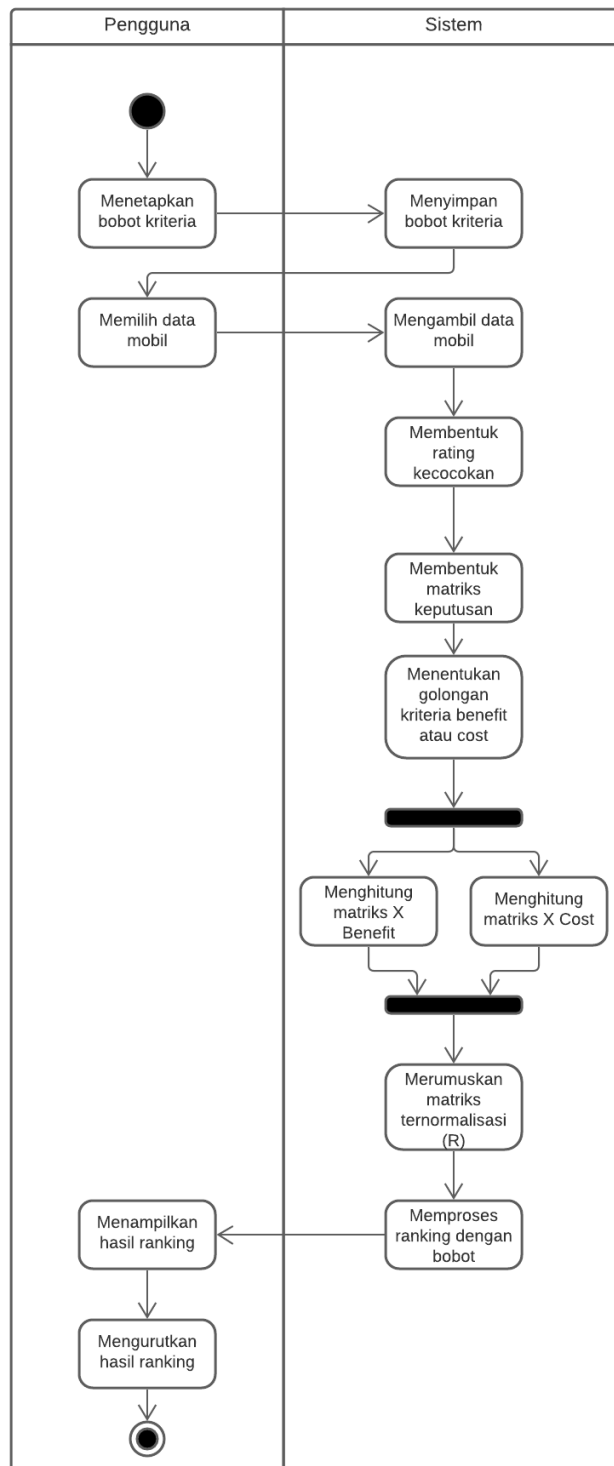 Pengguna
Sistem
Menetapkan
bobot kriteria
Menyimpan
bobot kriteria
Memilih data
mobil
Mengambil data
mobil
Membentuk
rating
kecocokan
Membentuk
matriks
keputusan
Menentukan
golongan
kriteria benefit
atau cost
Menghitung
matriks X
Benefit
Menghitung
matriks X Cost
Merumuskan
matriks
ternormalisasi
(R)
Memproses
ranking dengan
bobot
Menampilkan
hasil ranking
Mengurutkan
hasil ranking